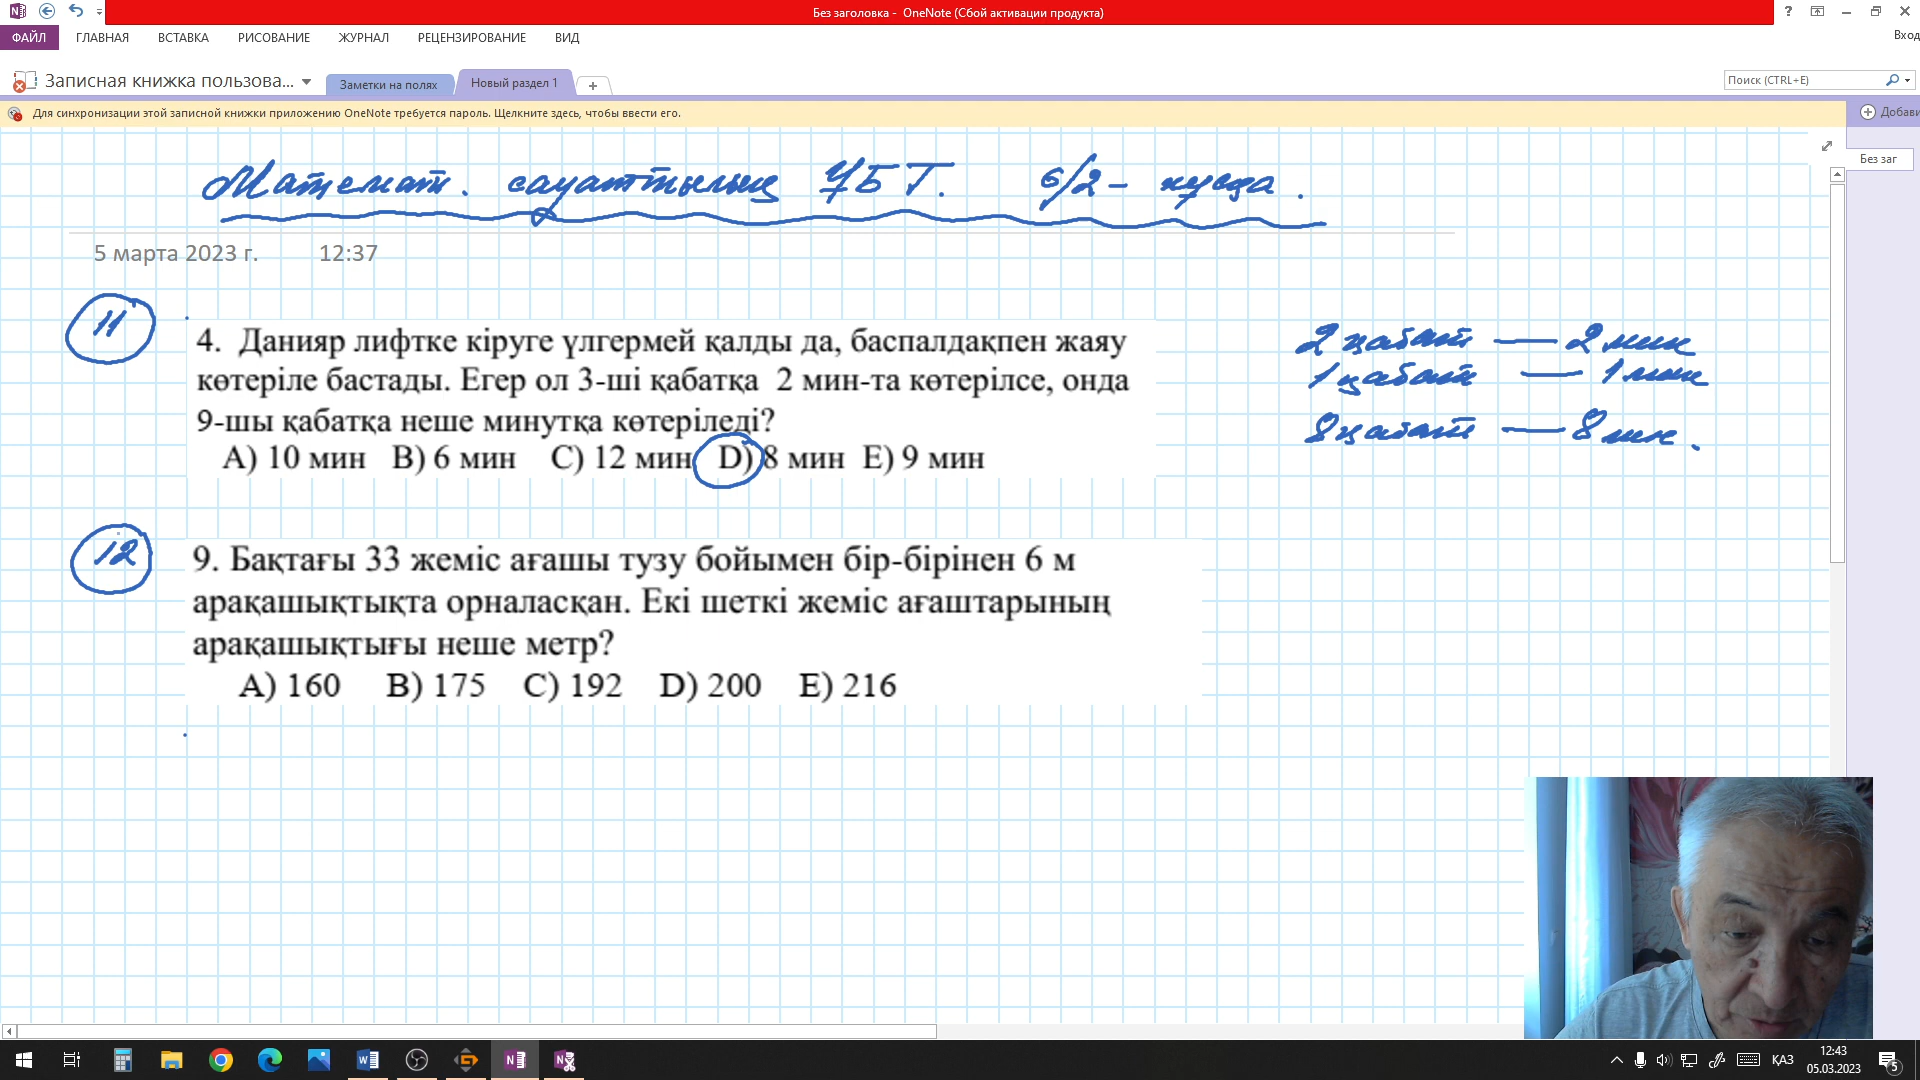 Без заголовка - OneNote (Сбой активации продукта)
ФАЙЛ ГЛАВНАЯ ВСТАВКА РИСОВАНИЕ ЖУРНАЛ РЕЦЕНЗИРОВАНИЕ ВИД
Вход
Записная книжка пользова... Заметки на полях Новый раздел 1
Поиск (CTRL+E)
Для синхронизации этой записной книжки приложению OneNote требуется пароль. Щелкните здесь, чтобы ввести его.
Добави
Без заг
Математ. сауаттылық ҰБТ. 6/2- нұсқа.
5 марта 2023 г. 12:37
11
4. Данияр лифтке кіруге үлгермей қалды да, баспалдақпен жаяу
көтеріле бастады. Егер ол 3-ші қабатқа 2 мин-та көтерілсе, онда
9-шы қабатқа неше минутқа көтеріледі?
A) 10 мин B) 6 мин C) 12 мин D) 8 мин E) 9 мин
2 қабат — 2 мин
1 қабат — 1 мин
8 қабат — 8 мин.
12
9. Бақтағы 33 жеміс ағашы тузу бойымен бір-бірінен 6 м
арақашықтықта орналасқан. Екі шеткі жеміс ағаштарының
арақашықтығы неше метр?
A) 160 B) 175 C) 192 D) 200 E) 216
ҚАЗ
12:43
05.03.2023
5